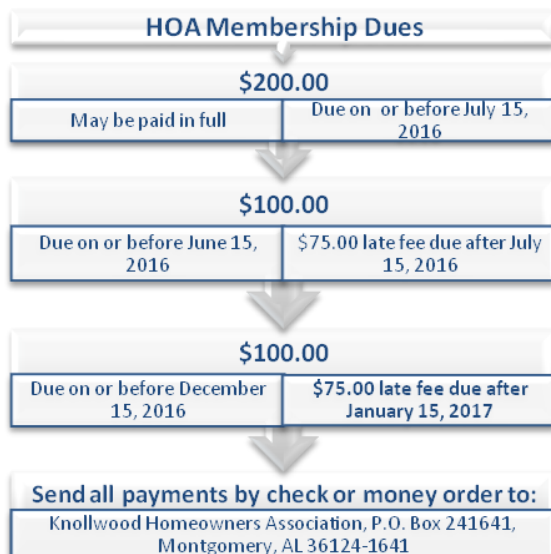 HOA Membership Dues
$200.00
May be paid in full
Due on or before July 15,
2016
$100.00
Due on or before June 15,
2016
$75.00 late fee due after July
15, 2016
$100.00
Due on or before December
15, 2016
$75.00 late fee due after
January 15, 2017
Send all payments by check or money order to:
Knollwood Homeowners Association, P.O. Box 241641,
Montgomery, AL 36124-1641